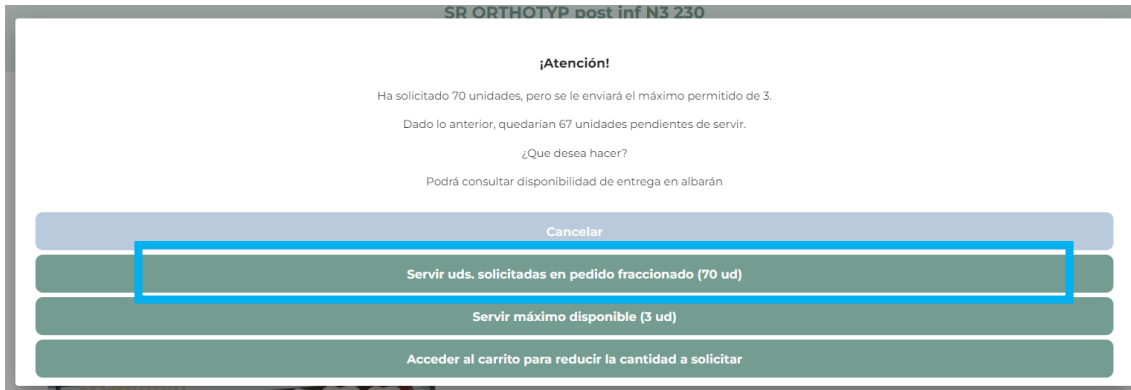 SR ORTHOTYP post inf N3 230
¡Atención!
Ha solicitado 70 unidades, pero se le enviará el máximo permitido de 3.
Dado lo anterior, quedarían 67 unidades pendientes de servir.
¿Que desea hacer?
Podrá consultar disponibilidad de entrega en albarán
Cancelar
Servir uds. solicitadas en pedido fraccionado (70 ud)
Servir máximo disponible (3 ud)
Acceder al carrito para reducir la cantidad a solicitar